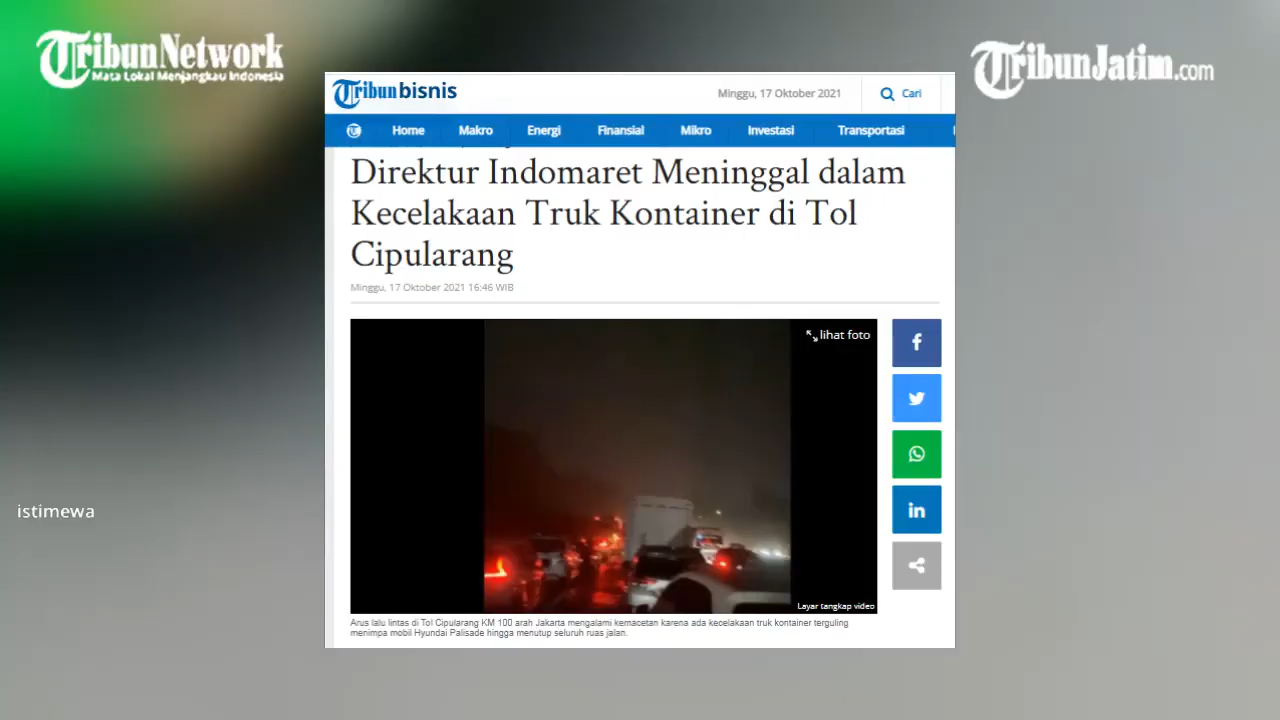 TribunNetwork
Mata Lokal Menjangkau Indonesia
TribunJatim.com
Tribunbisnis
Minggu, 17 Oktober 2021
Cari
Home Makro Energi Finansial Mikro Investasi Transportasi
Direktur Indomaret Meninggal dalam
Kecelakaan Truk Kontainer di Tol
Cipularang
Minggu, 17 Oktober 2021 16:46 WIB
lihat foto
istimewa
Layar tangkap video
Arus lalu lintas di Tol Cipularang KM 100 arah Jakarta mengalami kemacetan karena ada kecelakaan truk kontainer terguling
menimpa mobil Hyundai Palisade hingga menutup seluruh ruas jalan.